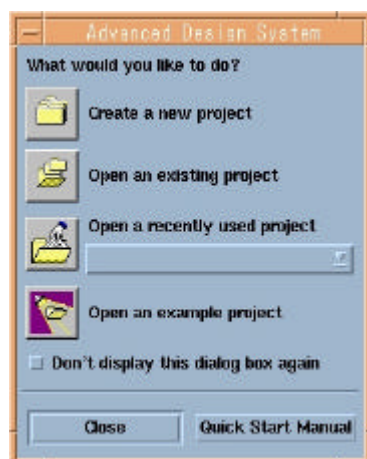 Advanced Design System
What would you like to do?
Create a new project
Open an existing project
Open a recently used project
Open an example project
Don't display this dialog box again
Close
Quick Start Manual